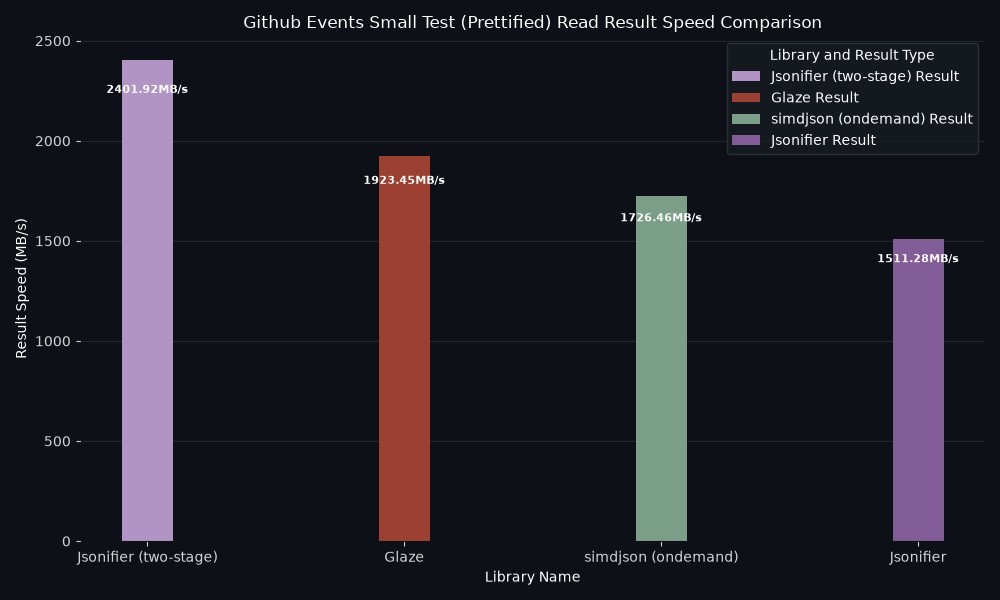 Github Events Small Test (Prettified) Read Result Speed Comparison
Library and Result Type
Jsonifier (two-stage) Result
Glaze Result
simdjson (ondemand) Result
Jsonifier Result
Result Speed (MB/s)
2500
2000
1500
1000
500
0
2401.92MB/s
1923.45MB/s
1726.46MB/s
1511.28MB/s
Jsonifier (two-stage)
Glaze
simdjson (ondemand)
Jsonifier
Library Name